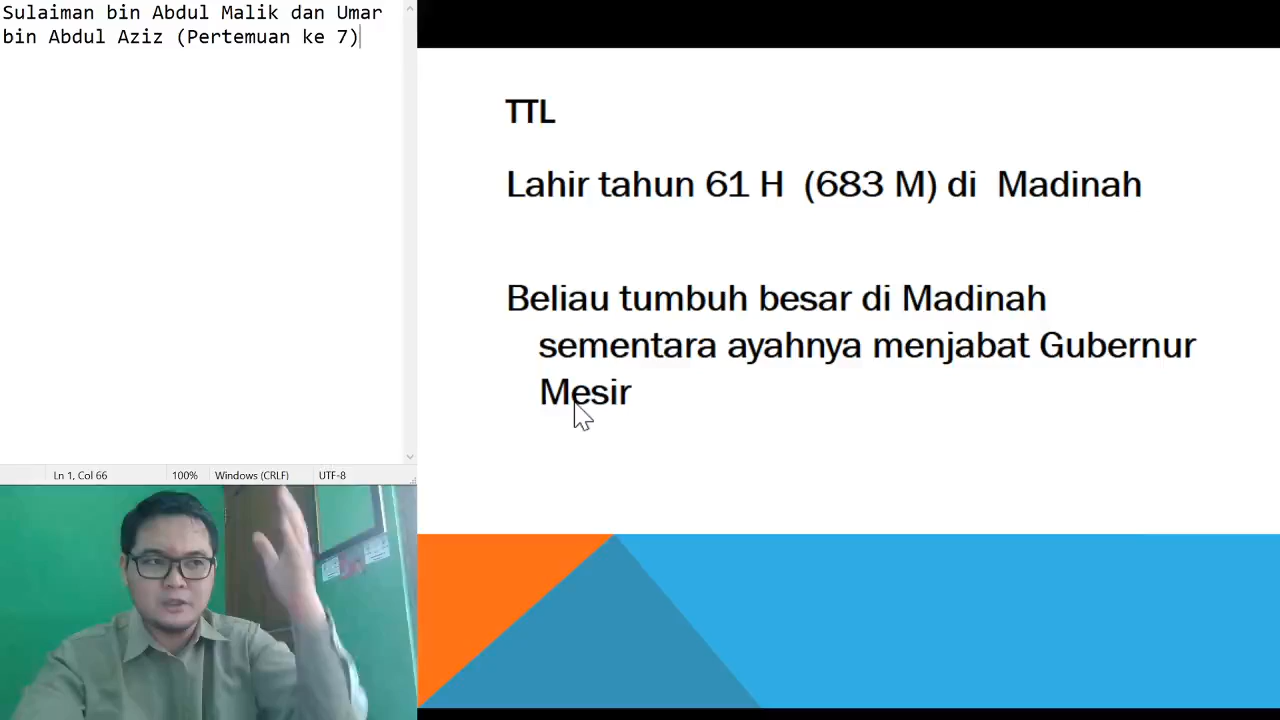 Sulaiman bin Abdul Malik dan Umar
bin Abdul Aziz (Pertemuan ke 7)
TTL
Lahir tahun 61 H (683 M) di Madinah
Beliau tumbuh besar di Madinah
sementara ayahnya menjabat Gubernur
Mesir
Ln 1, Col 66
100%
Windows (CRLF)
UTF-8